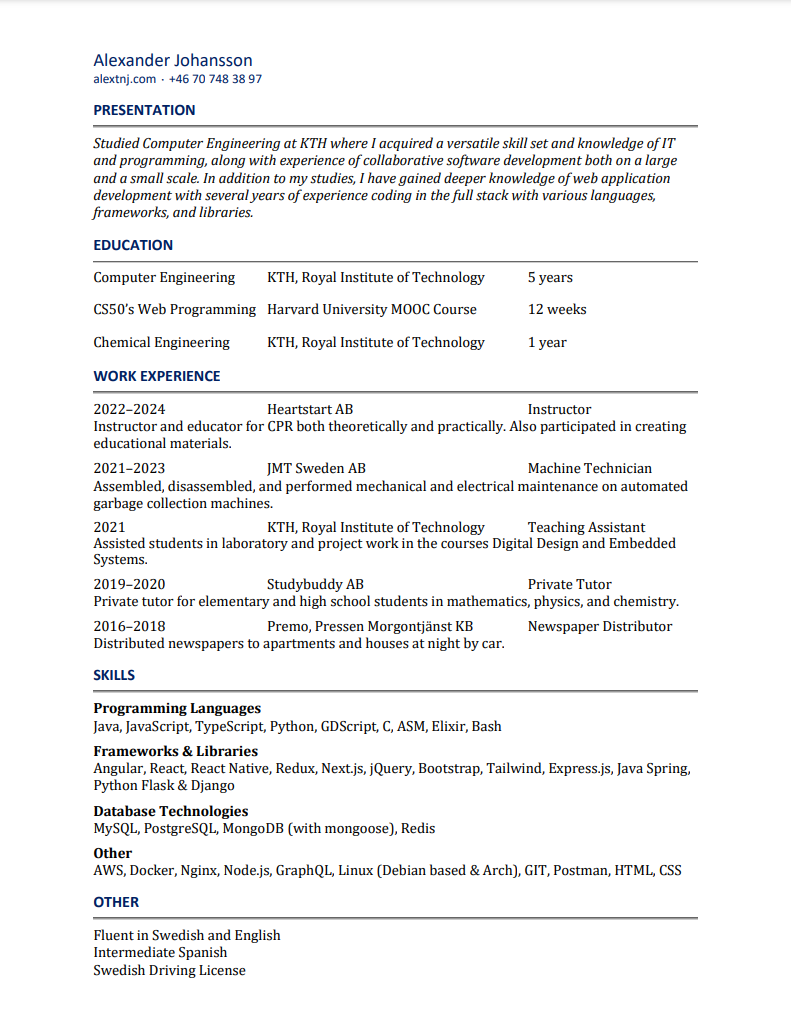 Alexander Johansson
alextnj.com · +46 70 748 38 97
PRESENTATION
Studied Computer Engineering at KTH where I acquired a versatile skill set and knowledge of IT
and programming, along with experience of collaborative software development both on a large
and a small scale. In addition to my studies, I have gained deeper knowledge of web application
development with several years of experience coding in the full stack with various languages,
frameworks, and libraries.
EDUCATION
Computer Engineering KTH, Royal Institute of Technology 5 years
CS50’s Web Programming Harvard University MOOC Course 12 weeks
Chemical Engineering KTH, Royal Institute of Technology 1 year
WORK EXPERIENCE
2022–2024 Heartstart AB Instructor
Instructor and educator for CPR both theoretically and practically. Also participated in creating
educational materials.
2021–2023 JMT Sweden AB Machine Technician
Assembled, disassembled, and performed mechanical and electrical maintenance on automated
garbage collection machines.
2021 KTH, Royal Institute of Technology Teaching Assistant
Assisted students in laboratory and project work in the courses Digital Design and Embedded
Systems.
2019–2020 Studybuddy AB Private Tutor
Private tutor for elementary and high school students in mathematics, physics, and chemistry.
2016–2018 Premo, Pressen Morgontjänst KB Newspaper Distributor
Distributed newspapers to apartments and houses at night by car.
SKILLS
Programming Languages
Java, JavaScript, TypeScript, Python, GDScript, C, ASM, Elixir, Bash
Frameworks & Libraries
Angular, React, React Native, Redux, Next.js, jQuery, Bootstrap, Tailwind, Express.js, Java Spring,
Python Flask & Django
Database Technologies
MySQL, PostgreSQL, MongoDB (with mongoose), Redis
Other
AWS, Docker, Nginx, Node.js, GraphQL, Linux (Debian based & Arch), GIT, Postman, HTML, CSS
OTHER
Fluent in Swedish and English
Intermediate Spanish
Swedish Driving License